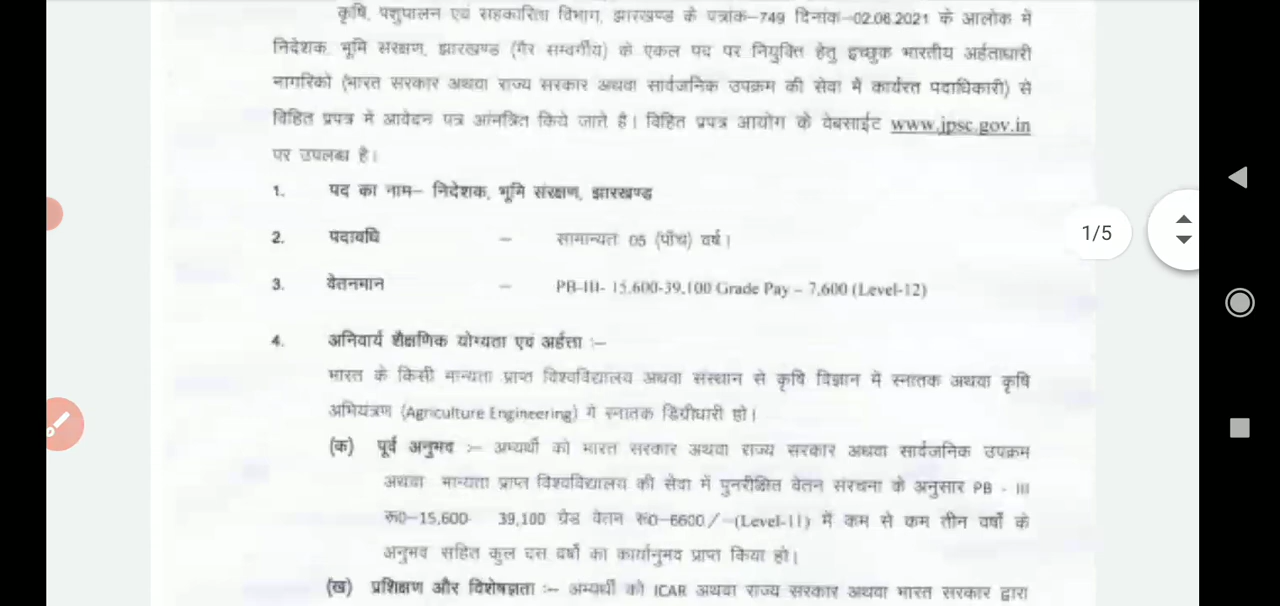 कृषि, पशुपालन एवं सहकारिता विभाग, झारखण्ड के पत्रांक–749 दिनांक–02.06.2021 के आलोक में
निदेशक, भूमि संरक्षण, झारखण्ड (गैर सम्वर्गीय) के एकल पद पर नियुक्ति हेतु इच्छुक भारतीय अर्हताधारी
नागरिको (भारत सरकार अथवा राज्य सरकार अथवा सार्वजनिक उपक्रम की सेवा में कार्यरत पदाधिकारी) से
विहित प्रपत्र में आवेदन पत्र आंमत्रित किये जाते है। विहित प्रपत्र आयोग के वेबसाईट www.jpsc.gov.in
पर उपलब्ध है।
1. पद का नाम– निदेशक, भूमि संरक्षण, झारखण्ड
2. पदावधि – सामान्यतः 05 (पाँच) वर्ष।
1/5
3. वेतनमान – PB-III- 15,600-39,100 Grade Pay – 7,600 (Level-12)
4. अनिवार्य शैक्षणिक योग्यता एवं अर्हत्ता :–
भारत के किसी मान्यता प्राप्त विश्वविद्यालय अथवा संस्थान से कृषि विज्ञान में स्नातक अथवा कृषि
अभियंत्रण (Agriculture Engineering) में स्नातक डिग्रीधारी हो।
(क) पूर्व अनुभव :– अभ्यर्थी को भारत सरकार अथवा राज्य सरकार अथवा सार्वजनिक उपक्रम
अथवा मान्यता प्राप्त विश्वविद्यालय की सेवा में पुनरीक्षित वेतन संरचना के अनुसार PB - III
रू0–15,600- 39,100 ग्रेड वेतन रू0–6600/–(Level-11) में कम से कम तीन वर्षों के
अनुभव सहित कुल दस वर्षों का कार्यानुभव प्राप्त किया हो।
(ख) प्रशिक्षण और विशेषज्ञता :– अभ्यर्थी को ICAR अथवा राज्य सरकार अथवा भारत सरकार द्वारा